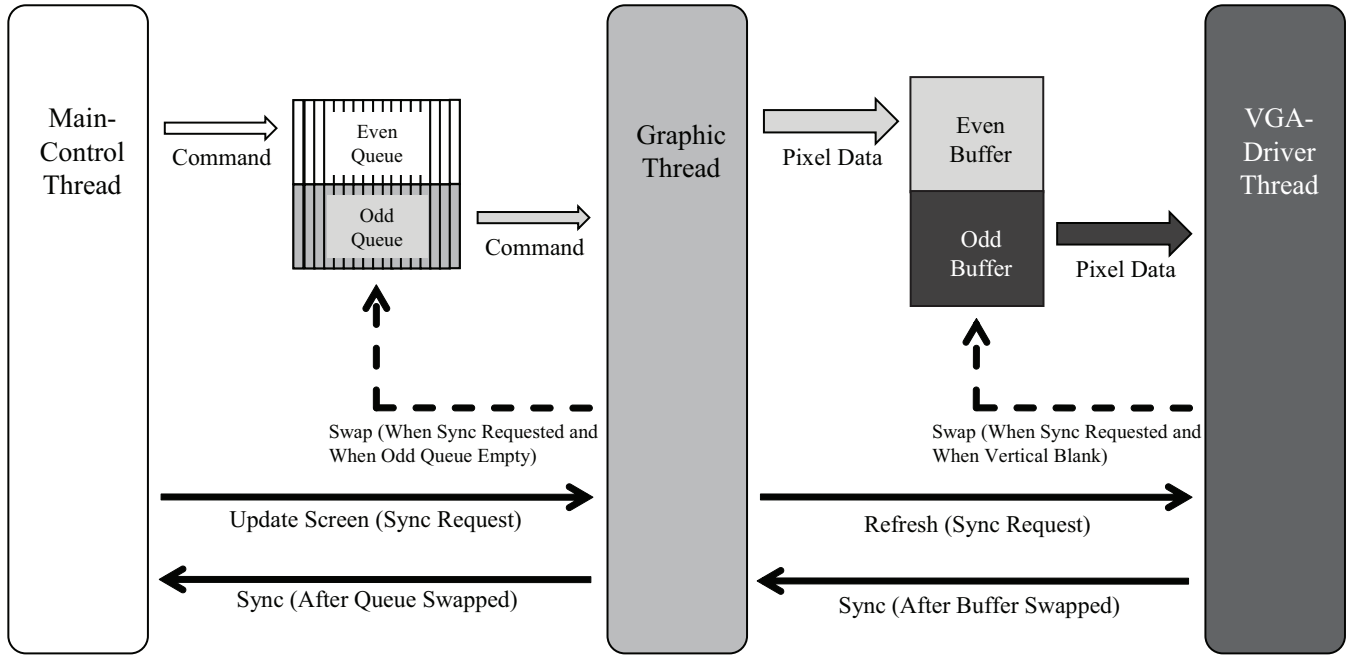 Main-
Control
Thread
Command
Even
Queue
Odd
Queue
Command
Swap (When Sync Requested and
When Odd Queue Empty)
Update Screen (Sync Request)
Sync (After Queue Swapped)
Graphic
Thread
Pixel Data
Even
Buffer
Odd
Buffer
Pixel Data
Swap (When Sync Requested and
When Vertical Blank)
Refresh (Sync Request)
Sync (After Buffer Swapped)
VGA-
Driver
Thread